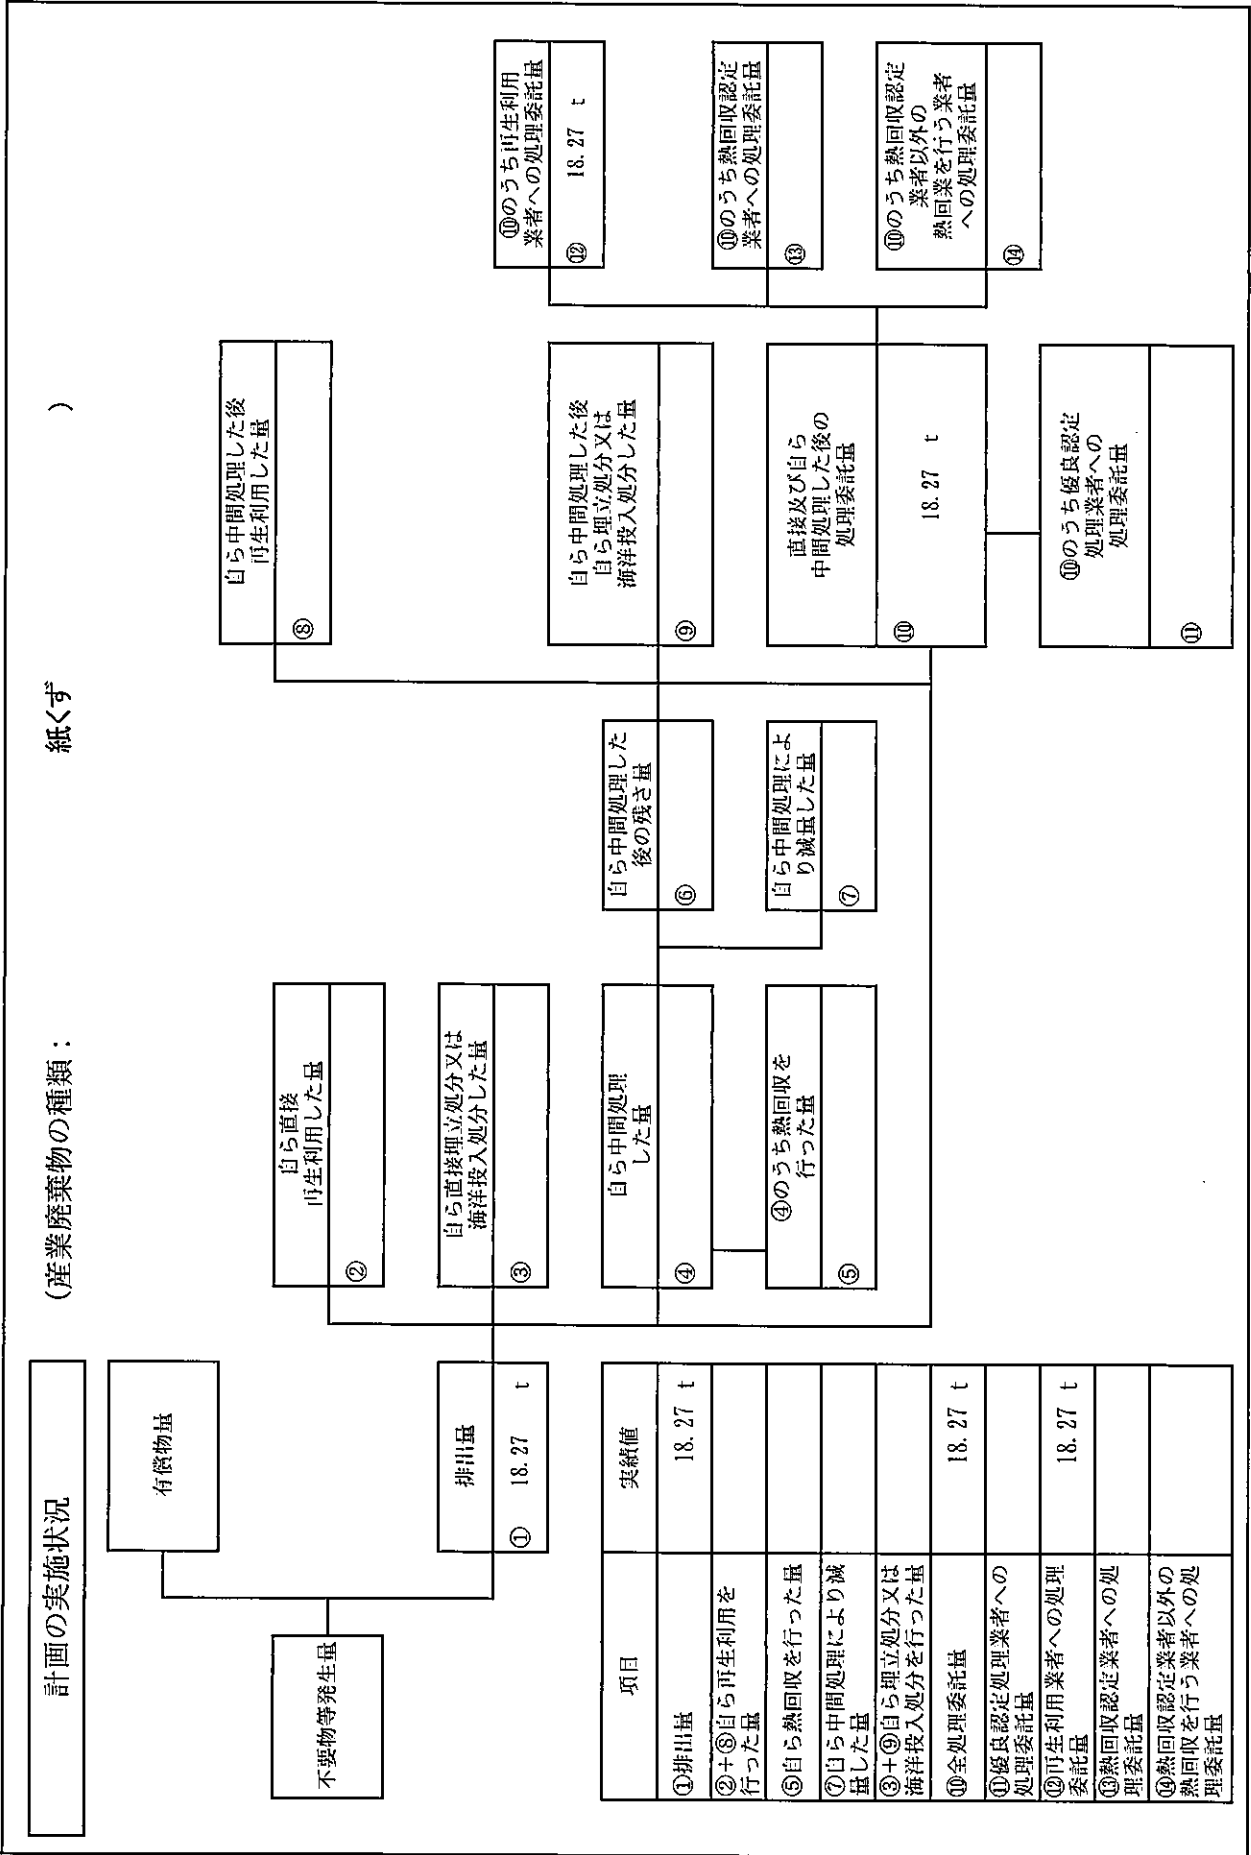 計画の実施状況
(産業廃棄物の種類：
紙くず
)
有償物量
不要物等発生量
排出量
① 18.27 t
自ら直接
再生利用した量
②
自ら直接埋立処分又は
海洋投入処分した量
③
自ら中間処理
した量
④
④のうち熱回収を
行った量
⑤
自ら中間処理した
後の残さ量
⑥
自ら中間処理によ
り減量した量
⑦
自ら中間処理した後
再生利用した量
⑧
自ら中間処理した後
自ら埋立処分又は
海洋投入処分した量
⑨
直接及び自ら
中間処理した後の
処理委託量
⑩ 18.27 t
⑩のうち優良認定
処理業者への
処理委託量
⑪
⑩のうち再生利用
業者への処理委託量
⑫ 18.27 t
⑩のうち熱回収認定
業者への処理委託量
⑬
⑩のうち熱回収認定
業者以外の
熱回業を行う業者
への処理委託量
⑭
項目 実績値
①排出量 18.27 t
②+⑧自ら再生利用を
行った量
⑤自ら熱回収を行った量
⑦自ら中間処理により減
量した量
③+⑨自ら埋立処分又は
海洋投入処分を行った量
⑩全処理委託量 18.27 t
⑪優良認定処理業者への
処理委託量
⑫再生利用業者への処理
委託量 18.27 t
⑬熱回収認定業者への処
理委託量
⑭熱回収認定業者以外の
熱回収を行う業者への処
理委託量